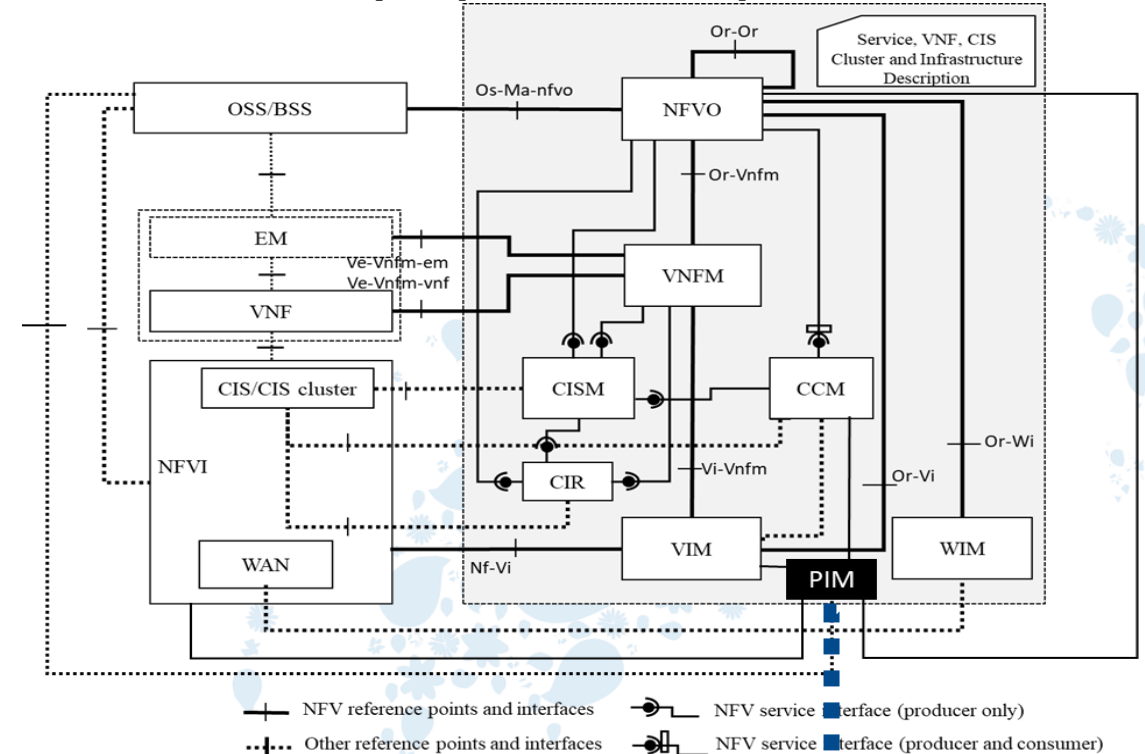 Or-Or
Service, VNF, CIS
Cluster and Infrastructure
Description
OSS/BSS
Os-Ma-nfvo
NFVO
Or-Vnfm
EM
Ve-Vnfm-em
Ve-Vnfm-vnf
VNFM
VNF
CIS/CIS cluster
CISM
CCM
NFVI
CIR
Vi-Vnfm
Or-Vi
Or-Wi
WAN
Nf-Vi
VIM
PIM
WIM
NFV reference points and interfaces
NFV service terface (producer only)
Other reference points and interfaces
NFV service terface (producer and consumer)